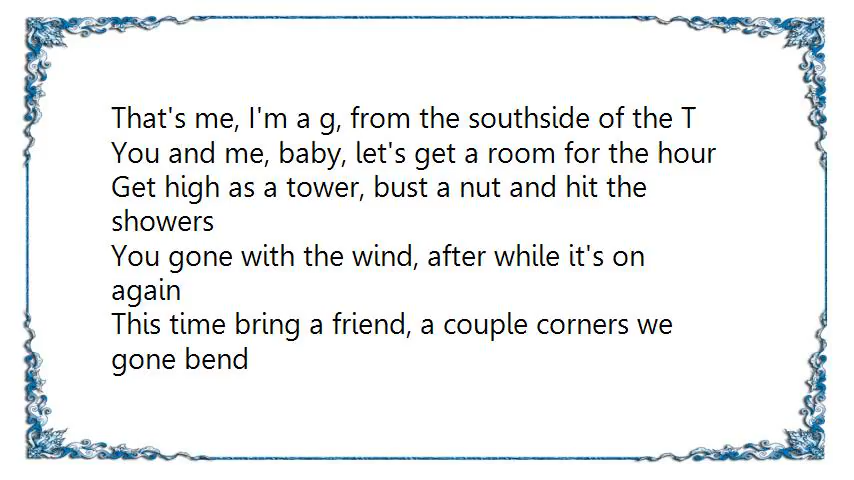 That's me, I'm a g, from the southside of the T
You and me, baby, let's get a room for the hour
Get high as a tower, bust a nut and hit the
showers
You gone with the wind, after while it's on
again
This time bring a friend, a couple corners we
gone bend